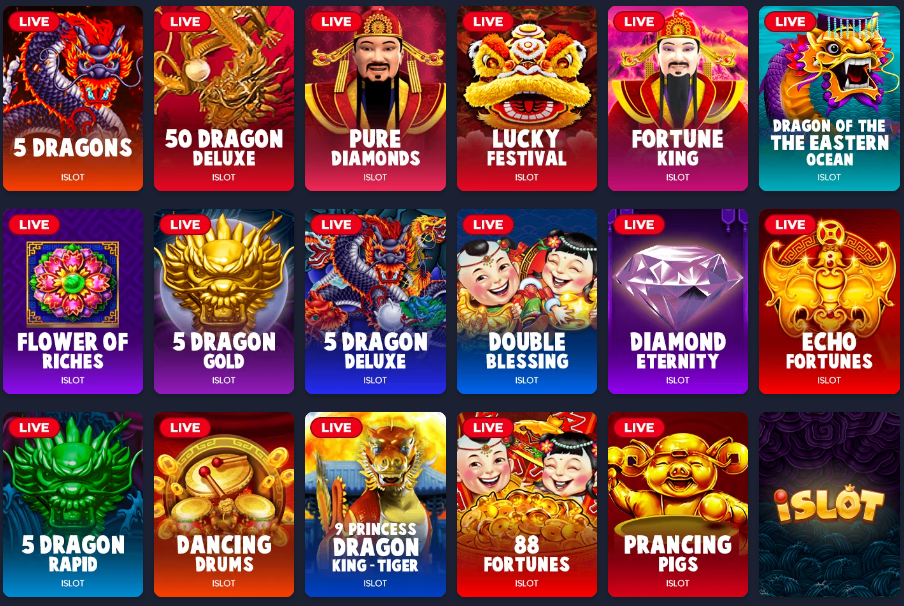 LIVE
5 DRAGONS
ISLOT
LIVE
50 DRAGON
DELUXE
ISLOT
LIVE
PURE
DIAMONDS
ISLOT
LIVE
LUCKY
FESTIVAL
ISLOT
LIVE
FORTUNE
KING
ISLOT
LIVE
DRAGON OF THE
THE EASTERN
OCEAN
ISLOT
LIVE
FLOWER OF
RICHES
ISLOT
LIVE
5 DRAGON
GOLD
ISLOT
LIVE
5 DRAGON
DELUXE
ISLOT
LIVE
DOUBLE
BLESSING
ISLOT
LIVE
DIAMOND
ETERNITY
ISLOT
LIVE
ECHO
FORTUNES
ISLOT
LIVE
5 DRAGON
RAPID
ISLOT
LIVE
DANCING
DRUMS
ISLOT
LIVE
9 PRINCESS
DRAGON
KING - TIGER
ISLOT
LIVE
88
FORTUNES
ISLOT
LIVE
PRANCING
PIGS
ISLOT
iSLOT